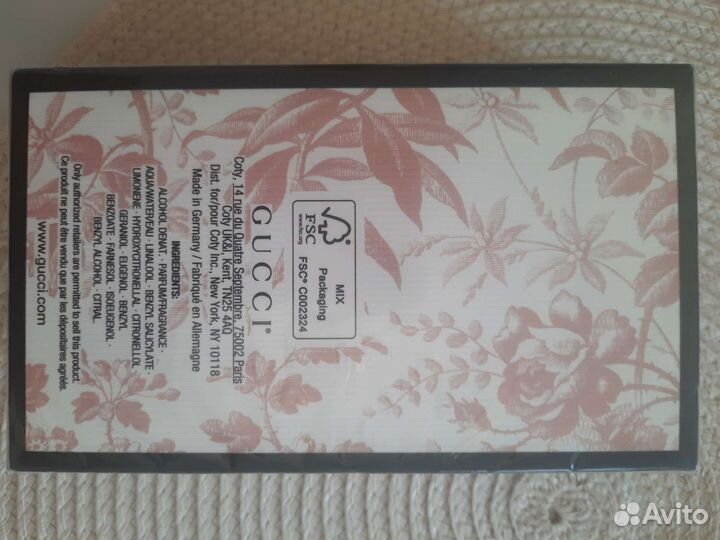 MIX
Packaging
FSC® C002324
FSC
www.fsc.org
GUCCI®
Coty, 14 rue du Quatre Septembre, 75002 Paris
Coty UK&I, Kent, TN25 4AQ
Dist. for/pour Coty Inc., New York, NY 10118
Made in Germany / Fabriqué en Allemagne
INGREDIENTS:
ALCOHOL DENAT. · PARFUM/FRAGRANCE ·
AQUA/WATER/EAU · LINALOOL · BENZYL SALICYLATE ·
LIMONENE · HYDROXYCITRONELLAL · CITRONELLOL ·
GERANIOL · EUGENOL · BENZYL
BENZOATE · FARNESOL · ISOEUGENOL ·
BENZYL ALCOHOL · CITRAL.
Only authorized retailers are permitted to sell this product.
Ce produit ne peut être vendu que par les dépositaires agréés.
www.gucci.com
Avito